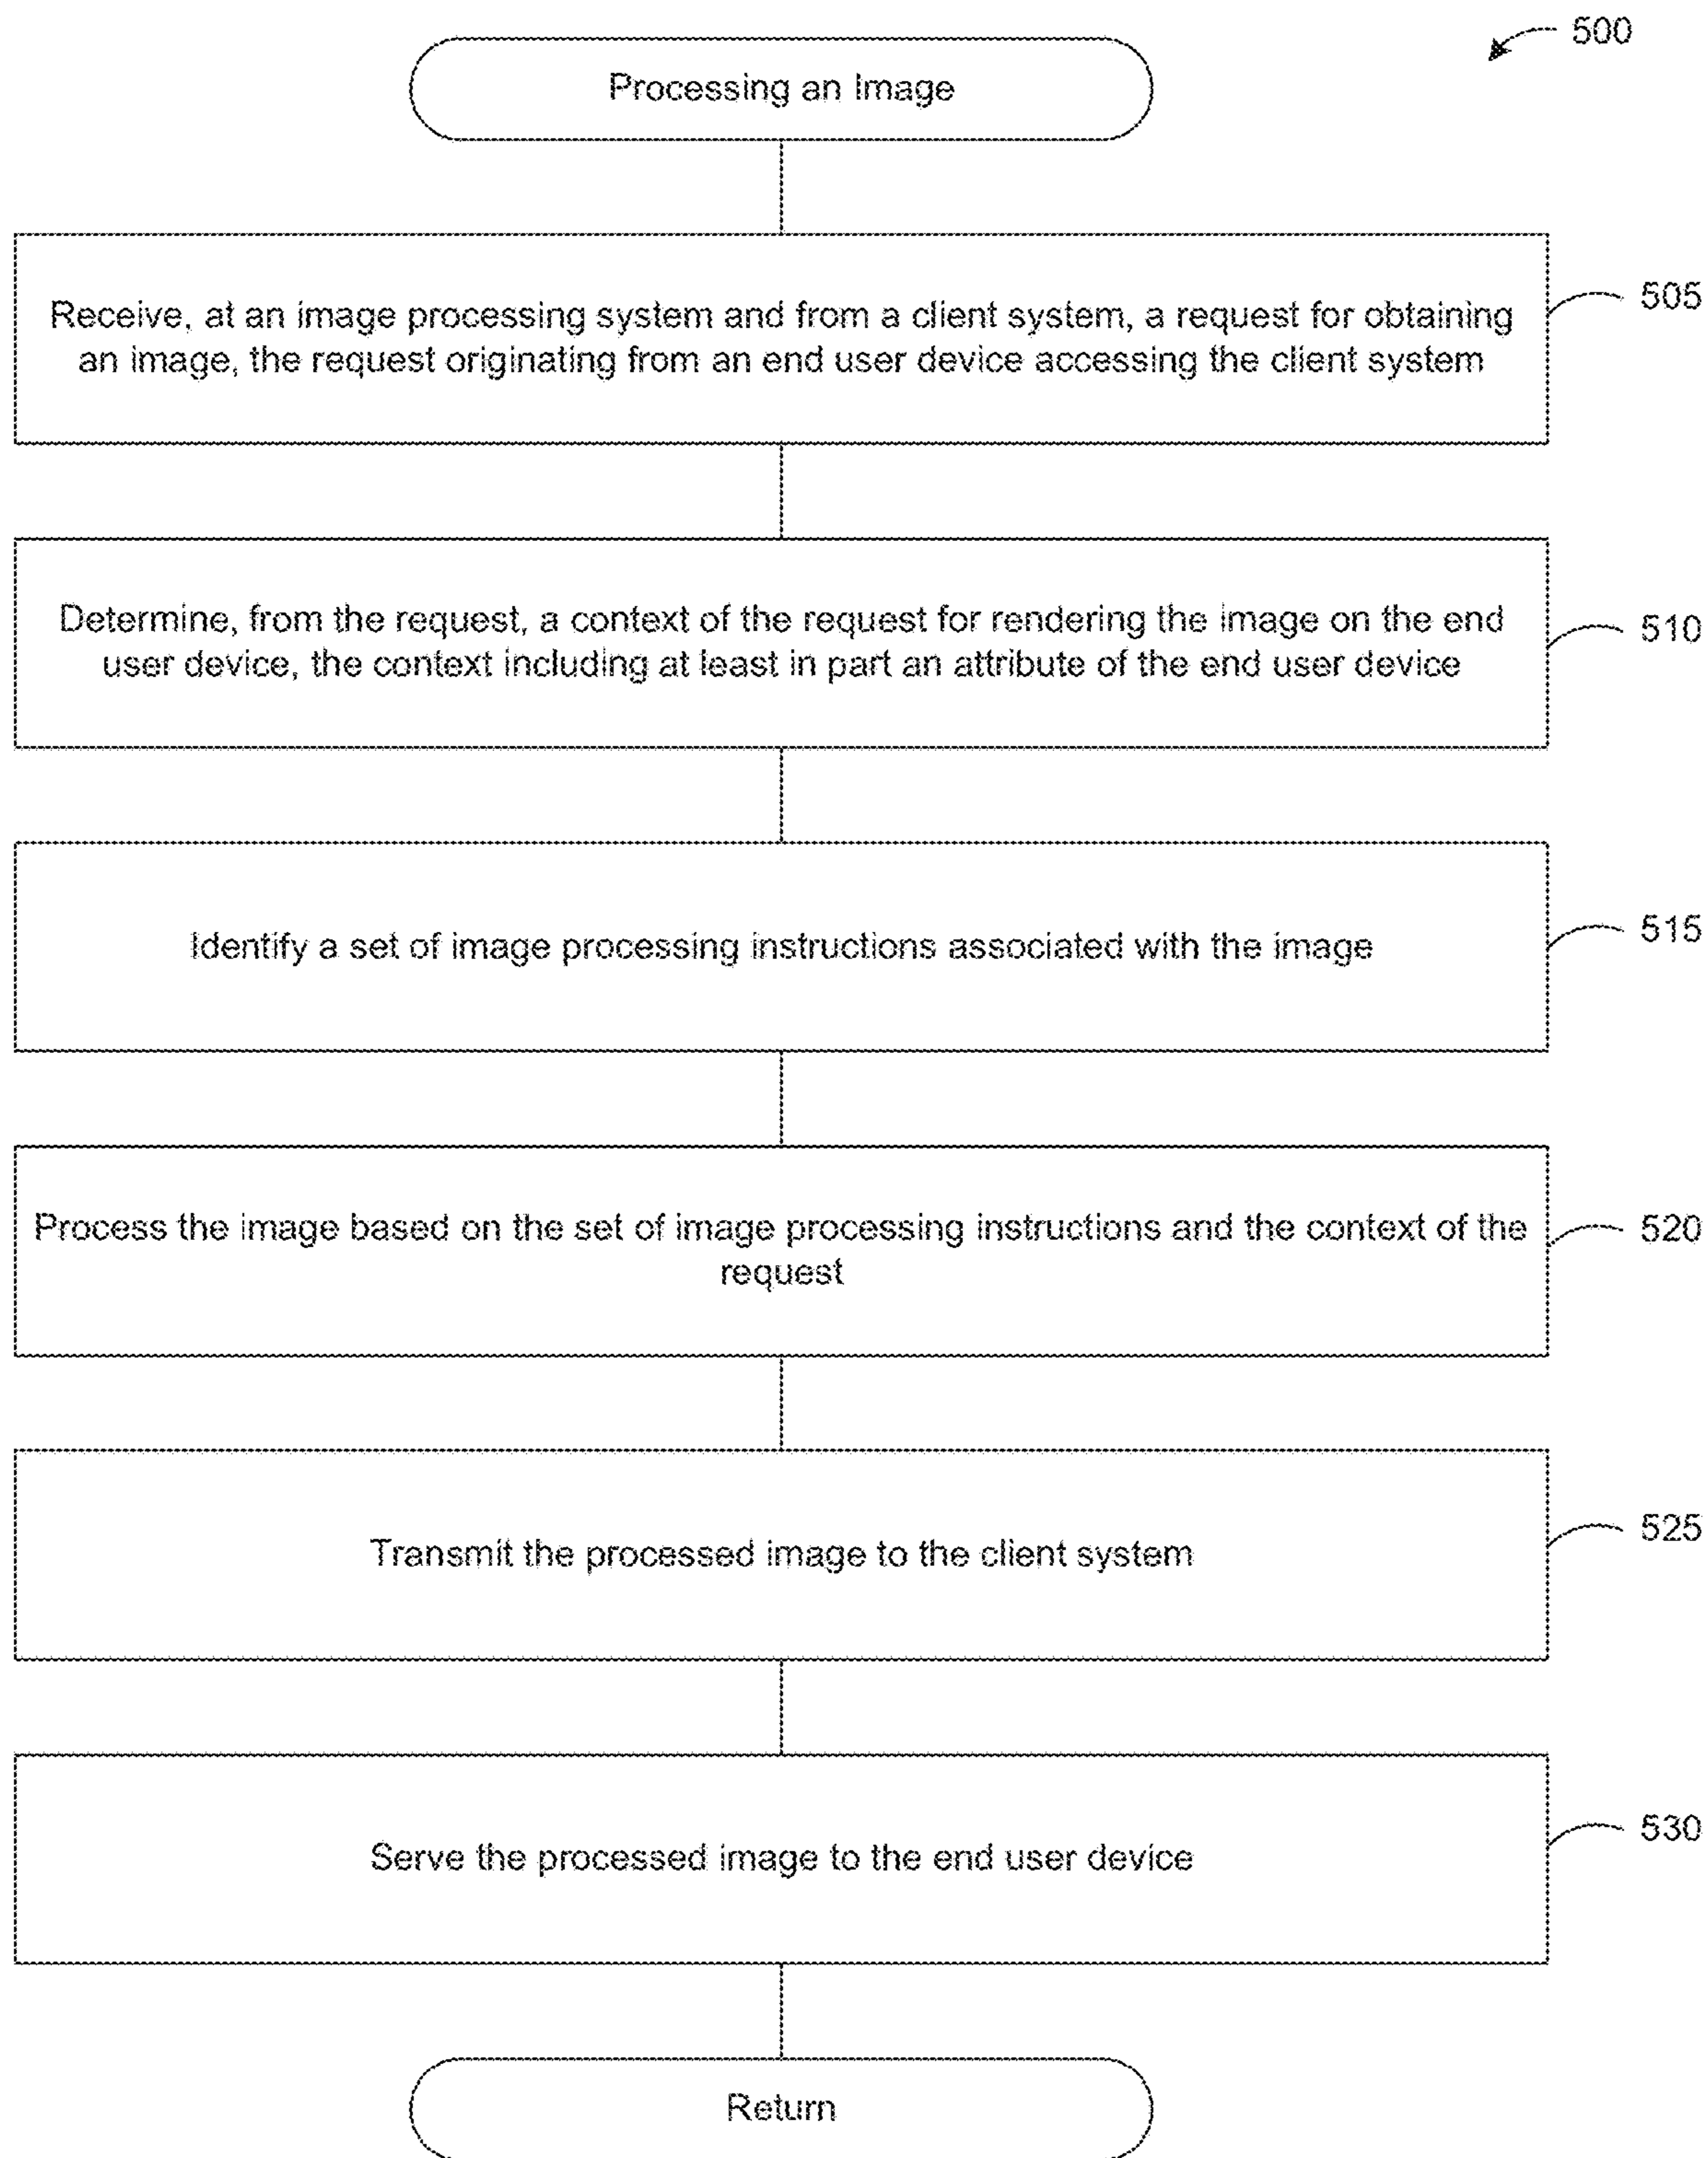 500
Processing an Image
Receive, at an image processing system and from a client system, a request for obtaining
an image, the request originating from an end user device accessing the client system
505
Determine, from the request, a context of the request for rendering the image on the end
user device, the context including at least in part an attribute of the end user device
510
Identify a set of image processing instructions associated with the image
515
Process the image based on the set of image processing instructions and the context of the
request
520
Transmit the processed image to the client system
525
Serve the processed image to the end user device
530
Return